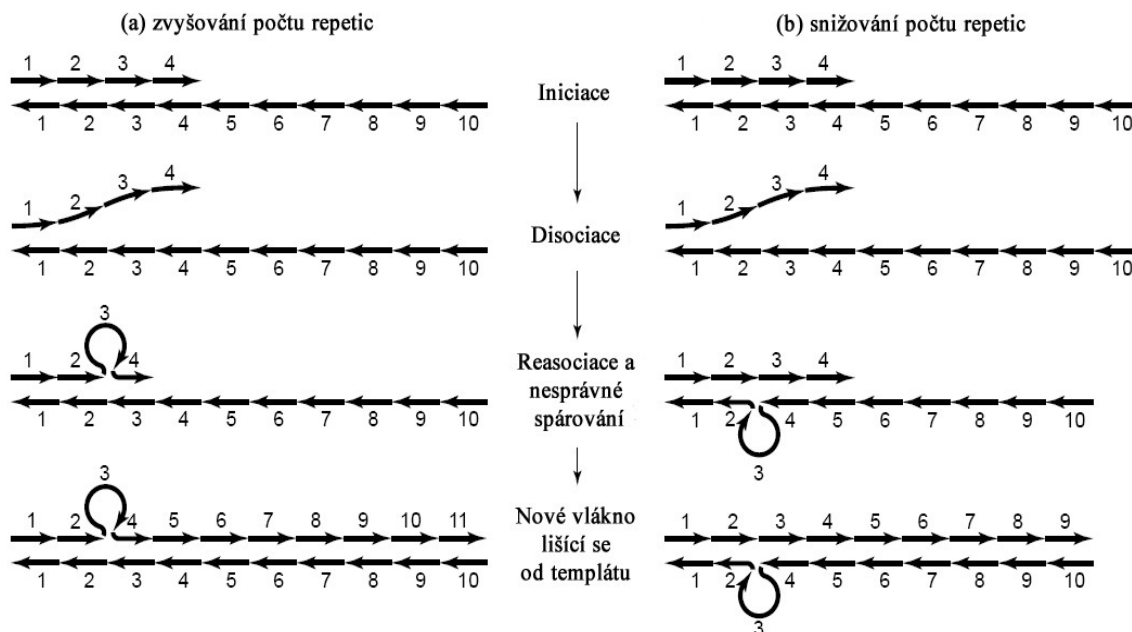 (a) zvyšování počtu repetic
(b) snižování počtu repetic
1 2 3 4
1 2 3 4 5 6 7 8 9 10
Iniciace
1 2 3 4
1 2 3 4 5 6 7 8 9 10
1 2 3 4
1 2 3 4 5 6 7 8 9 10
Disociace
1 2 3 4
1 2 3 4 5 6 7 8 9 10
3
1 2 4
1 2 3 4 5 6 7 8 9 10
Reasociace a
nesprávné
spárování
1 2 3 4
1 2 4 5 6 7 8 9 10
3
3
1 2 4 5 6 7 8 9 10 11
1 2 3 4 5 6 7 8 9 10
Nové vlákno
lišící se
od templátu
1 2 3 4 5 6 7 8 9
1 2 4 5 6 7 8 9 10
3